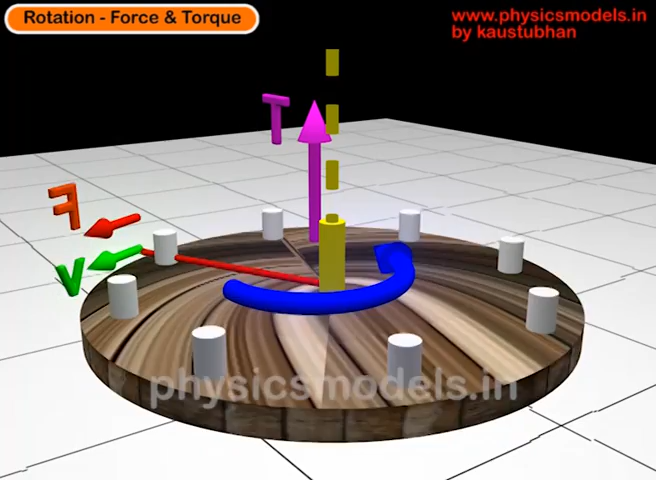 Rotation - Force & Torque
www.physicsmodels.in
by kaustubhan
T
F
V
physicsmodels.in